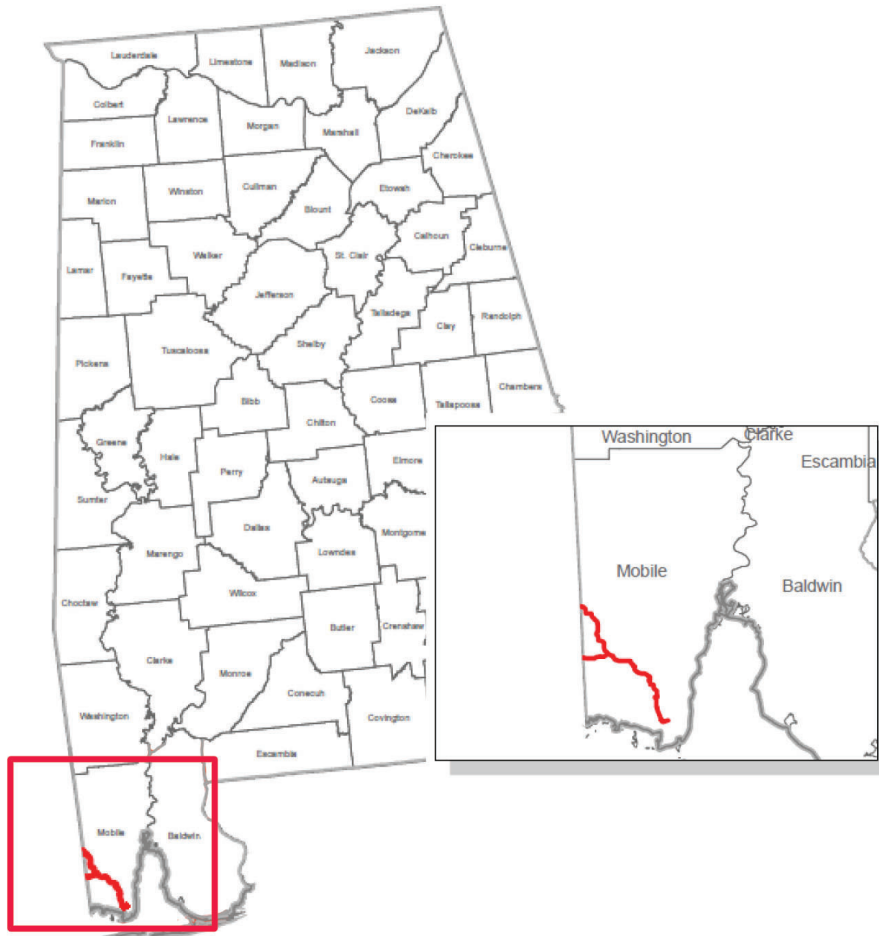 Lauderdale
Limestone
Madison
Jackson
Colbert
Lawrence
Morgan
Marshall
DeKalb
Franklin
Cherokee
Marion
Winston
Cullman
Blount
Etowah
Lamar
Fayette
Walker
St. Clair
Calhoun
Cleburne
Jefferson
Talladega
Clay
Randolph
Pickens
Tuscaloosa
Shelby
Bibb
Chilton
Coosa
Tallapoosa
Chambers
Greene
Hale
Perry
Autauga
Elmore
Sumter
Dallas
Lowndes
Montgome
Marengo
Choctaw
Wilcox
Butler
Crenshaw
Clarke
Monroe
Conecuh
Covington
Washington
Escambia
Mobile
Baldwin
Washington
Clarke
Escambia
Mobile
Baldwin